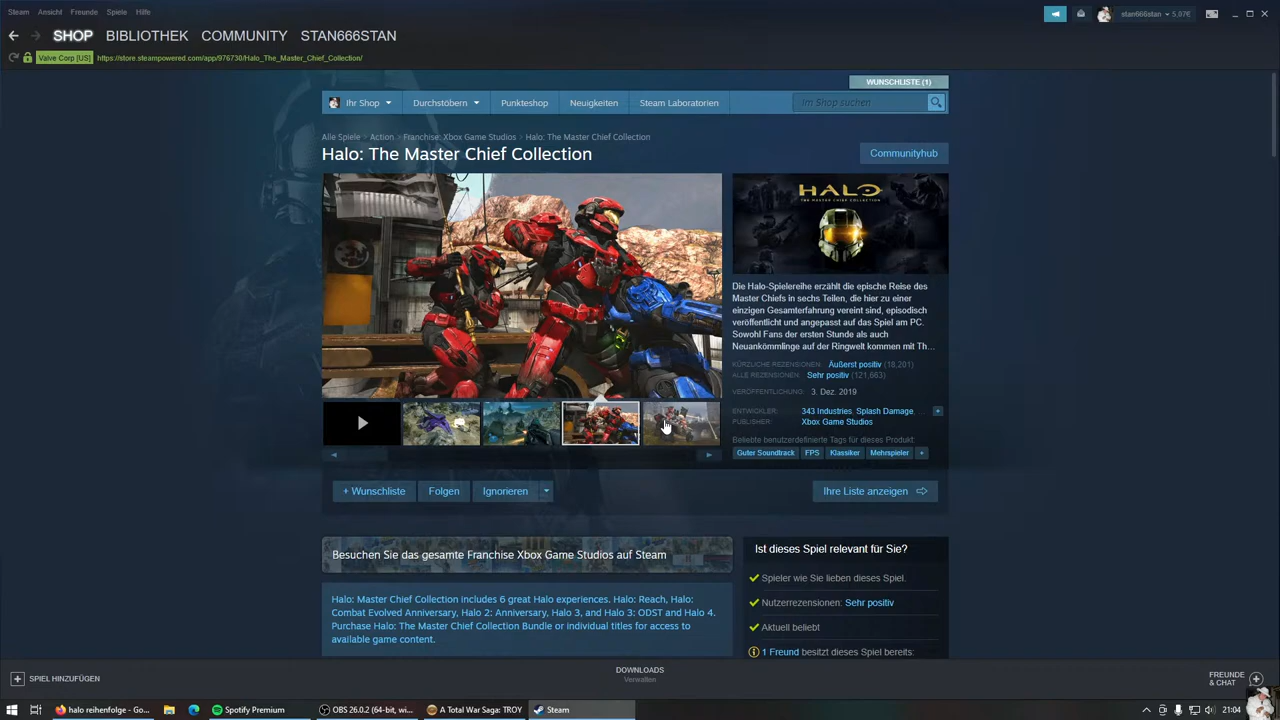 Steam Ansicht Freunde Spiele Hilfe
stan666stan 5,97€
SHOP BIBLIOTHEK COMMUNITY STAN666STAN
Valve Corp [US] https://store.steampowered.com/app/976730/Halo_The_Master_Chief_Collection/
WUNSCHLISTE (1)
Ihr Shop Durchstöbern Punkteshop Neuigkeiten Steam Laboratorien Im Shop suchen
Alle Spiele > Action > Franchise: Xbox Game Studios > Halo: The Master Chief Collection
Halo: The Master Chief Collection
Communityhub
HALO
THE MASTER CHIEF COLLECTION
Die Halo-Spielereihe erzählt die epische Reise des
Master Chiefs in sechs Teilen, die hier zu einer
einzigen Gesamterfahrung vereint sind, episodisch
veröffentlicht und angepasst auf das Spiel am PC.
Sowohl Fans der ersten Stunde als auch
Neuankömmlinge auf der Ringwelt kommen mit Th...
KÜRZLICHE REZENSIONEN: Äußerst positiv (18,201)
ALLE REZENSIONEN: Sehr positiv (121,663)
VERÖFFENTLICHUNG: 3. Dez. 2019
ENTWICKLER: 343 Industries, Splash Damage, ... +
PUBLISHER: Xbox Game Studios
Beliebte benutzerdefinierte Tags für dieses Produkt:
Guter Soundtrack FPS Klassiker Mehrspieler +
+ Wunschliste Folgen Ignorieren Ihre Liste anzeigen
Besuchen Sie das gesamte Franchise Xbox Game Studios auf Steam
Halo: Master Chief Collection includes 6 great Halo experiences. Halo: Reach, Halo:
Combat Evolved Anniversary, Halo 2: Anniversary, Halo 3, and Halo 3: ODST and Halo 4.
Purchase Halo: The Master Chief Collection Bundle or individual titles for access to
available game content.
Ist dieses Spiel relevant für Sie?
Spieler wie Sie lieben dieses Spiel.
Nutzerrezensionen: Sehr positiv
Aktuell beliebt
1 Freund besitzt dieses Spiel bereits:
+ SPIEL HINZUFÜGEN
DOWNLOADS
Verwalten
FREUNDE
& CHAT +
halo reihenfolge - Go... Spotify Premium OBS 26.0.2 (64-bit, wi... A Total War Saga: TROY Steam 21:04